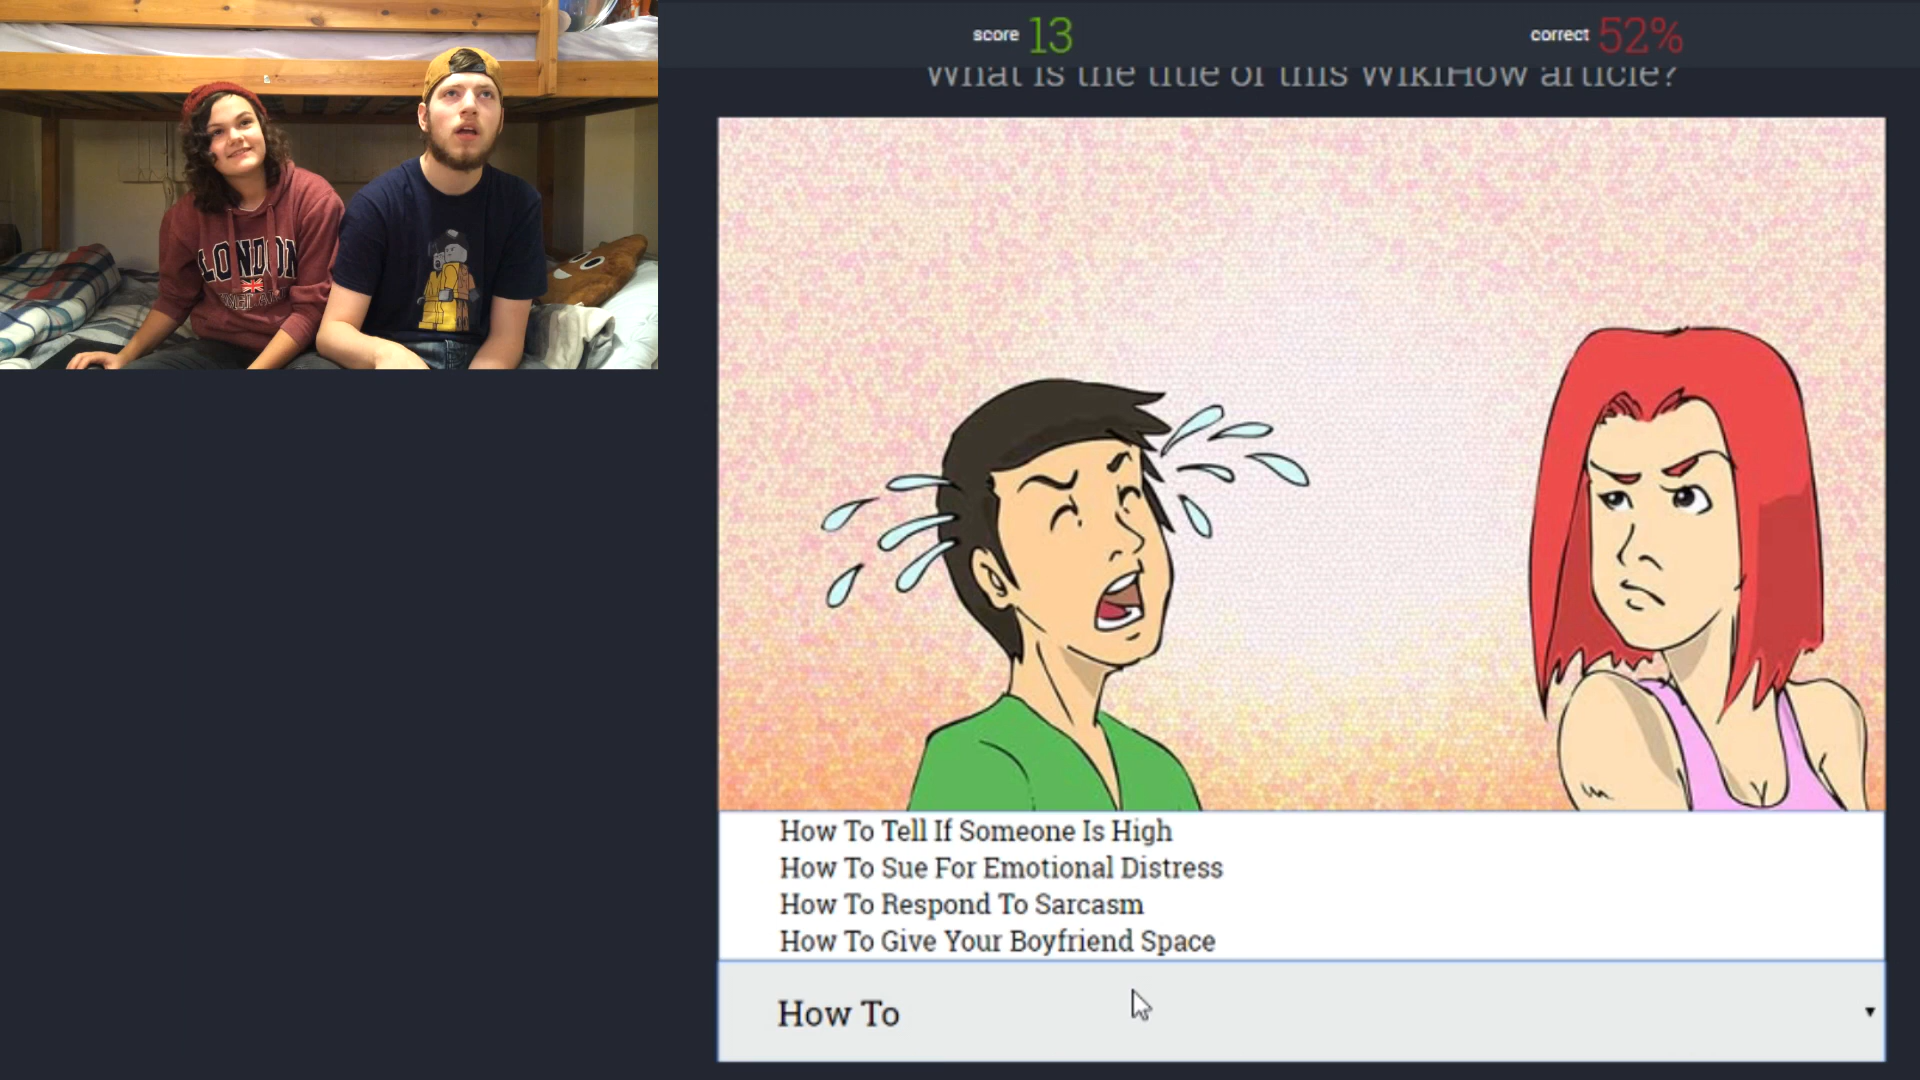 score 13
correct 52%
What is the title of this WikiHow article?
LONDON
How To Tell If Someone Is High
How To Sue For Emotional Distress
How To Respond To Sarcasm
How To Give Your Boyfriend Space
How To